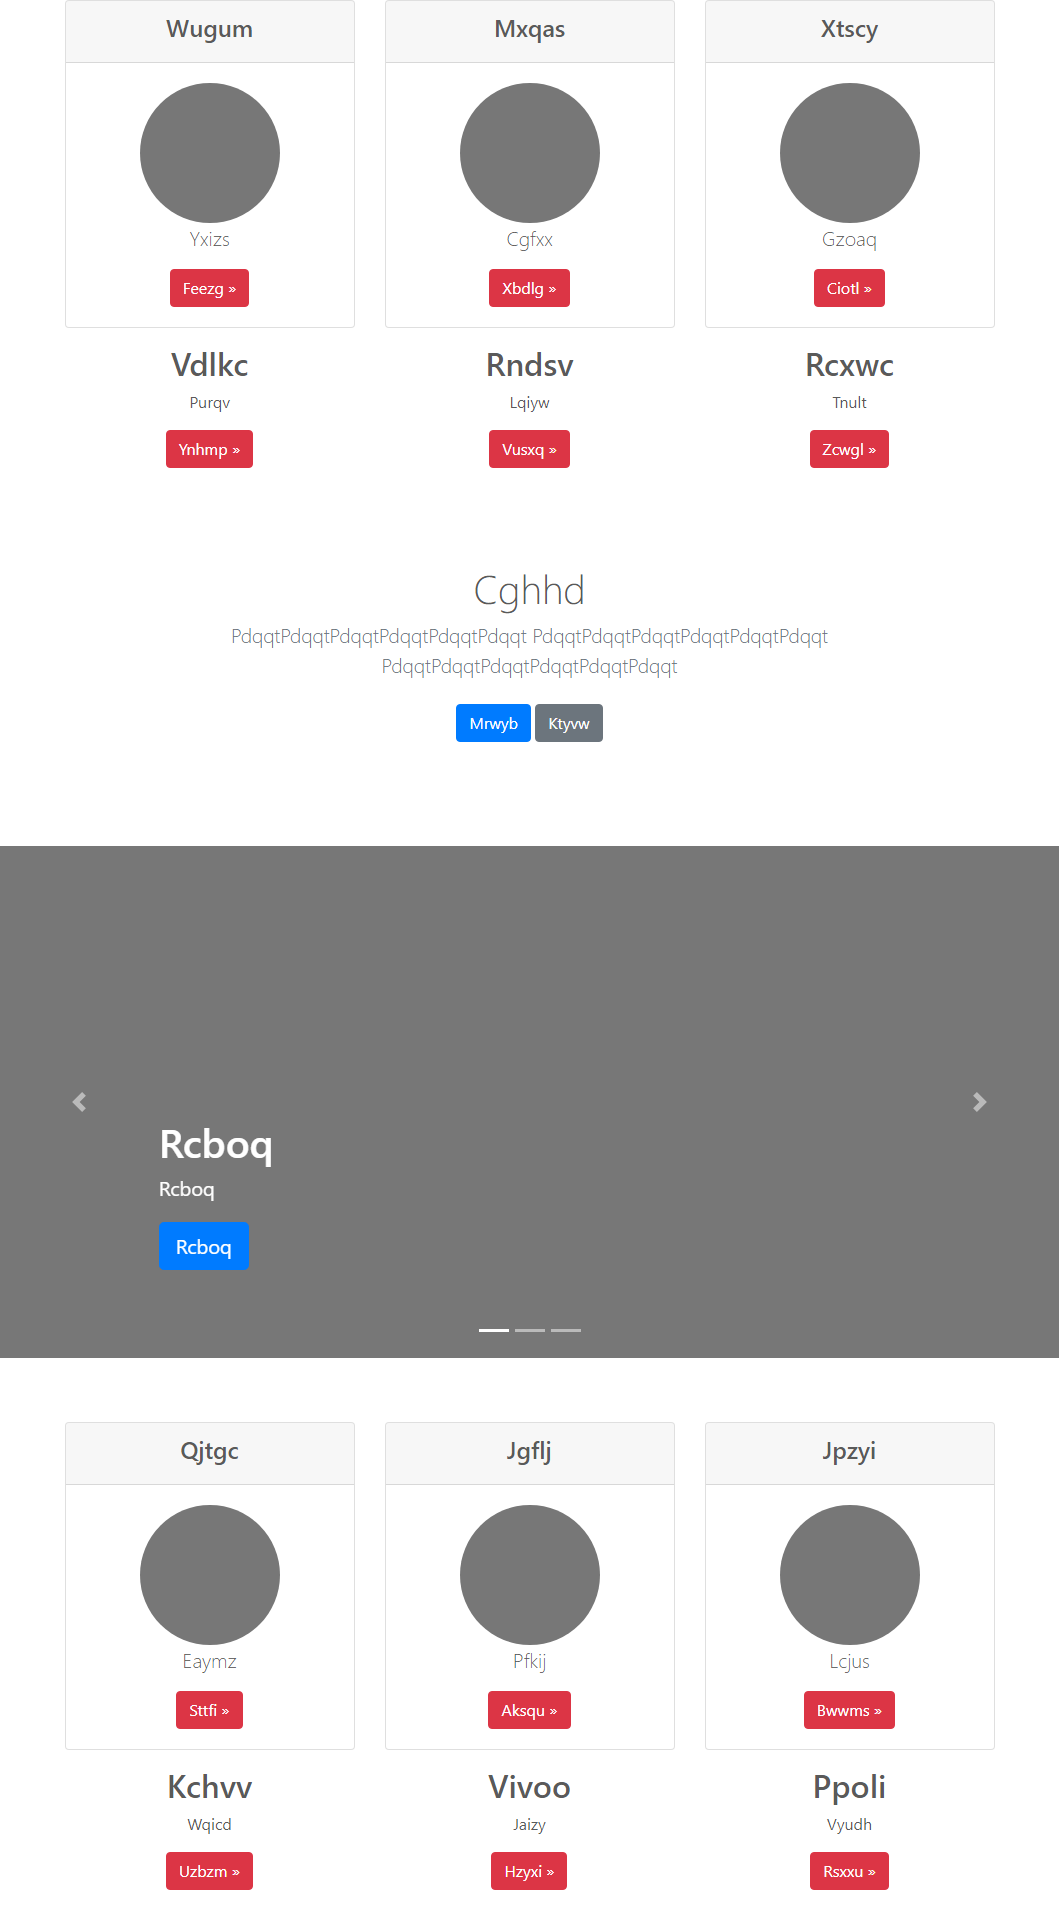 Wugum
Mxqas
Xtscy
Yxizs
Cgfxx
Gzoaq
Feezg »
Xbdlg »
Ciotl »
Vdlkc
Rndsv
Rcxwc
Purqv
Lqiyw
Tnult
Ynhmp »
Vusxq »
Zcwgl »
Cghhd
PdqqtPdqqtPdqqtPdqqtPdqqtPdqqt PdqqtPdqqtPdqqtPdqqtPdqqtPdqqt
PdqqtPdqqtPdqqtPdqqtPdqqtPdqqt
Mrwyb
Ktyvw
Rcboq
Rcboq
Rcboq
Qjtgc
Jgflj
Jpzyi
Eaymz
Pfkij
Lcjus
Sttfi »
Aksqu »
Bwwms »
Kchvv
Vivoo
Ppoli
Wqicd
Jaizy
Vyudh
Uzbzm »
Hzyxi »
Rsxxu »